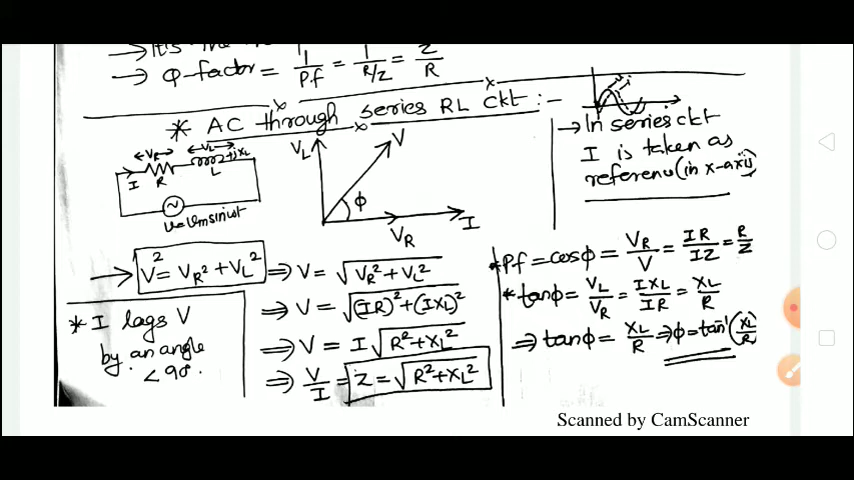 → It's the
→ Q-factor = 1/P.f = 1/R/Z = Z/R
* AC through series RL ckt :-
VR
VL
+jXL
I
R
L
V=Vmsinωt
VL
V
φ
VR
I
i
→ In series ckt
I is taken as
reference (in x-axis)
→ V² = VR² + VL²
⇒ V = √VR² + VL²
⇒ V = √(IR)² + (IXL)²
⇒ V = I√R² + XL²
⇒ V/I = Z = √R² + XL²
* I lags V
by an angle
< 90°.
* Pf = cosφ = VR/V = IR/IZ = R/Z
* tanφ = VL/VR = IXL/IR = XL/R
⇒ tanφ = XL/R ⇒ φ = tan⁻¹(XL/R)
Scanned by CamScanner